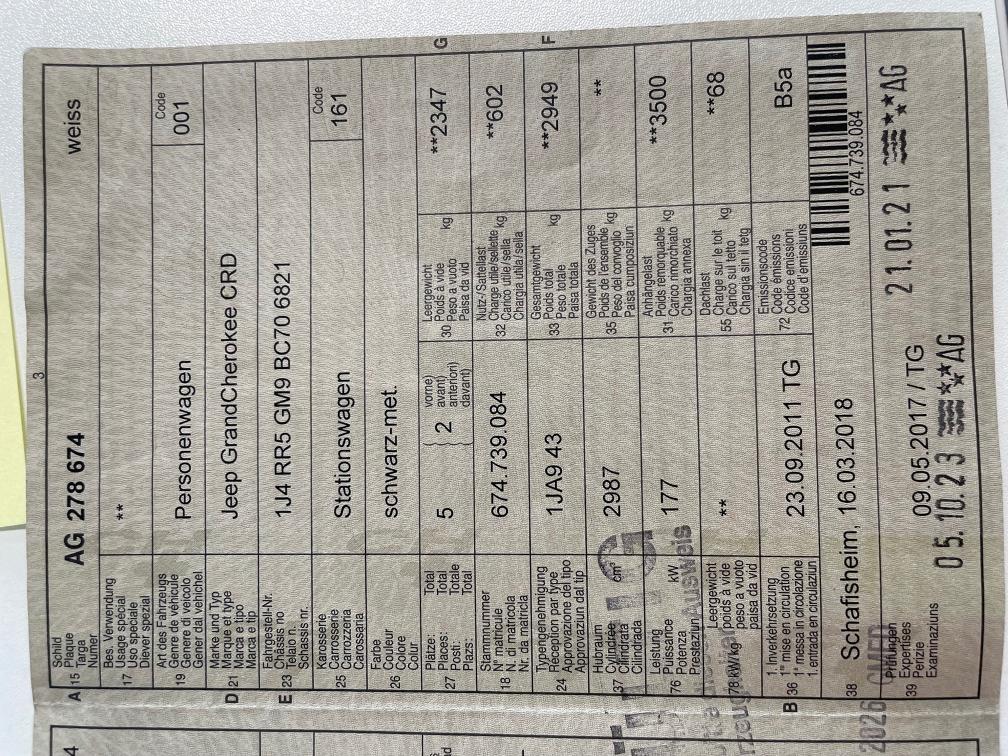 3
A 15 Schild
Plaque
Targa
Numer
AG 278 674 weiss
17 Bes. Verwendung
Usage spécial
Uso speciale
Diever spezial
**
19 Art des Fahrzeugs
Genre de véhicule
Genere di veicolo
Gener dal vehichel
Personenwagen
Code
001
D 21 Marke und Typ
Marque et type
Marca e tipo
Marca e tip
Jeep GrandCherokee CRD
E 23 Fahrgestell-Nr.
Châssis no
Telaio n.
Schassis nr.
1J4 RR5 GM9 BC70 6821
25 Karosserie
Carrosserie
Carrozzeria
Carossaria
Stationswagen
Code
161
26 Farbe
Couleur
Colore
Colur
schwarz-met.
27 Plätze: Total
Places: Total
Posti: Totale
Plazs: Total
5
2
vorne)
avant)
anteriori)
davant)
30 Leergewicht
Poids à vide
Peso a vuoto
Paisa da vid
kg
**2347 G
18 Stammnummer
N° matricule
N. di matricola
Nr. da matricla
674.739.084
32 Nutz-/Sattellast
Charge utile/sellette
Carico utile/sella
Chargia utila/sella
kg
**602
24 Typengenehmigung
Réception par type
Approvazione del tipo
Approvaziun dal tip
1JA9 43
33 Gesamtgewicht
Poids total
Peso totale
Paisa totala
kg
**2949 F
37 Hubraum
Cylindrée
Cilindrata
Cilindrada
cm³
2987
35 Gewicht des Zuges
Poids de l'ensemble
Peso del convoglio
Paisa cumposiziun
kg
**
76 Leistung
Puissance
Potenza
Prestaziun
kW
177
31 Anhängelast
Poids remorquable
Carico rimorchiato
Chargia annexa
kg
**3500
78 kW/kg
Leergewicht
poids à vide
peso a vuoto
paisa da vid
**
55 Dachlast
Charge sur le toit
Carico sul tetto
Chargia sin il tetg
kg
**68
B 36 1. Inverkehrsetzung
1re mise en circulation
1a messa in circolazione
1. entrada en circulaziun
23.09.2011 TG
72 Emissionscode
Code émissions
Codice emissioni
Code d'emissiuns
B5a
38
Schafisheim, 16.03.2018
674.739.084
39 Prüfungen
Expertises
Perizie
Examinaziuns
09.05.2017 / TG
21.01.21 AG
05.10.23 AG
Ausweis
2026
4